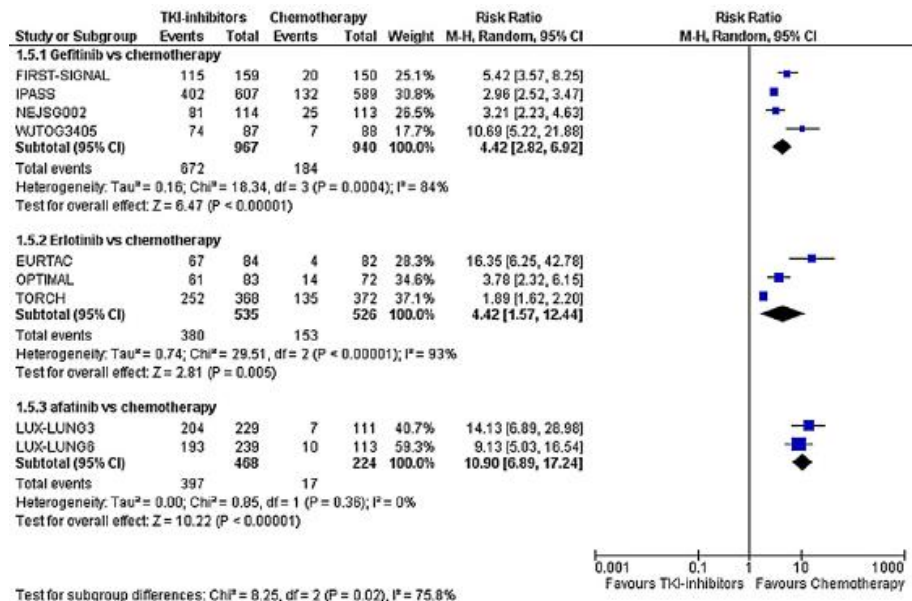 TKI-inhibitors Chemotherapy Risk Ratio Risk Ratio
Study or Subgroup Events Total Events Total Weight M-H, Random, 95% CI M-H, Random, 95% CI
1.5.1 Gefitinib vs chemotherapy
FIRST-SIGNAL 115 159 20 150 25.1% 5.42 [3.57, 8.25]
IPASS 402 607 132 589 30.8% 2.96 [2.52, 3.47]
NEJSG002 81 114 25 113 26.5% 3.21 [2.23, 4.63]
WJTOG3405 74 87 7 88 17.7% 10.69 [5.22, 21.88]
Subtotal (95% CI) 967 940 100.0% 4.42 [2.82, 6.92]
Total events 672 184
Heterogeneity: Tau² = 0.16; Chi² = 18.34, df = 3 (P = 0.0004); I² = 84%
Test for overall effect: Z = 6.47 (P < 0.00001)
1.5.2 Erlotinib vs chemotherapy
EURTAC 67 84 4 82 28.3% 16.35 [6.25, 42.78]
OPTIMAL 61 83 14 72 34.6% 3.78 [2.32, 6.15]
TORCH 252 368 135 372 37.1% 1.89 [1.62, 2.20]
Subtotal (95% CI) 535 526 100.0% 4.42 [1.57, 12.44]
Total events 380 153
Heterogeneity: Tau² = 0.74; Chi² = 29.51, df = 2 (P < 0.00001); I² = 93%
Test for overall effect: Z = 2.81 (P = 0.005)
1.5.3 afatinib vs chemotherapy
LUX-LUNG3 204 229 7 111 40.7% 14.13 [6.89, 28.98]
LUX-LUNG6 193 239 10 113 59.3% 9.13 [5.03, 16.54]
Subtotal (95% CI) 468 224 100.0% 10.90 [6.89, 17.24]
Total events 397 17
Heterogeneity: Tau² = 0.00; Chi² = 0.85, df = 1 (P = 0.36); I² = 0%
Test for overall effect: Z = 10.22 (P < 0.00001)
0.001 0.1 1 10 1000
Favours TKI-inhibitors Favours Chemotherapy
Test for subgroup differences: Chi² = 8.25, df = 2 (P = 0.02), I² = 75.8%